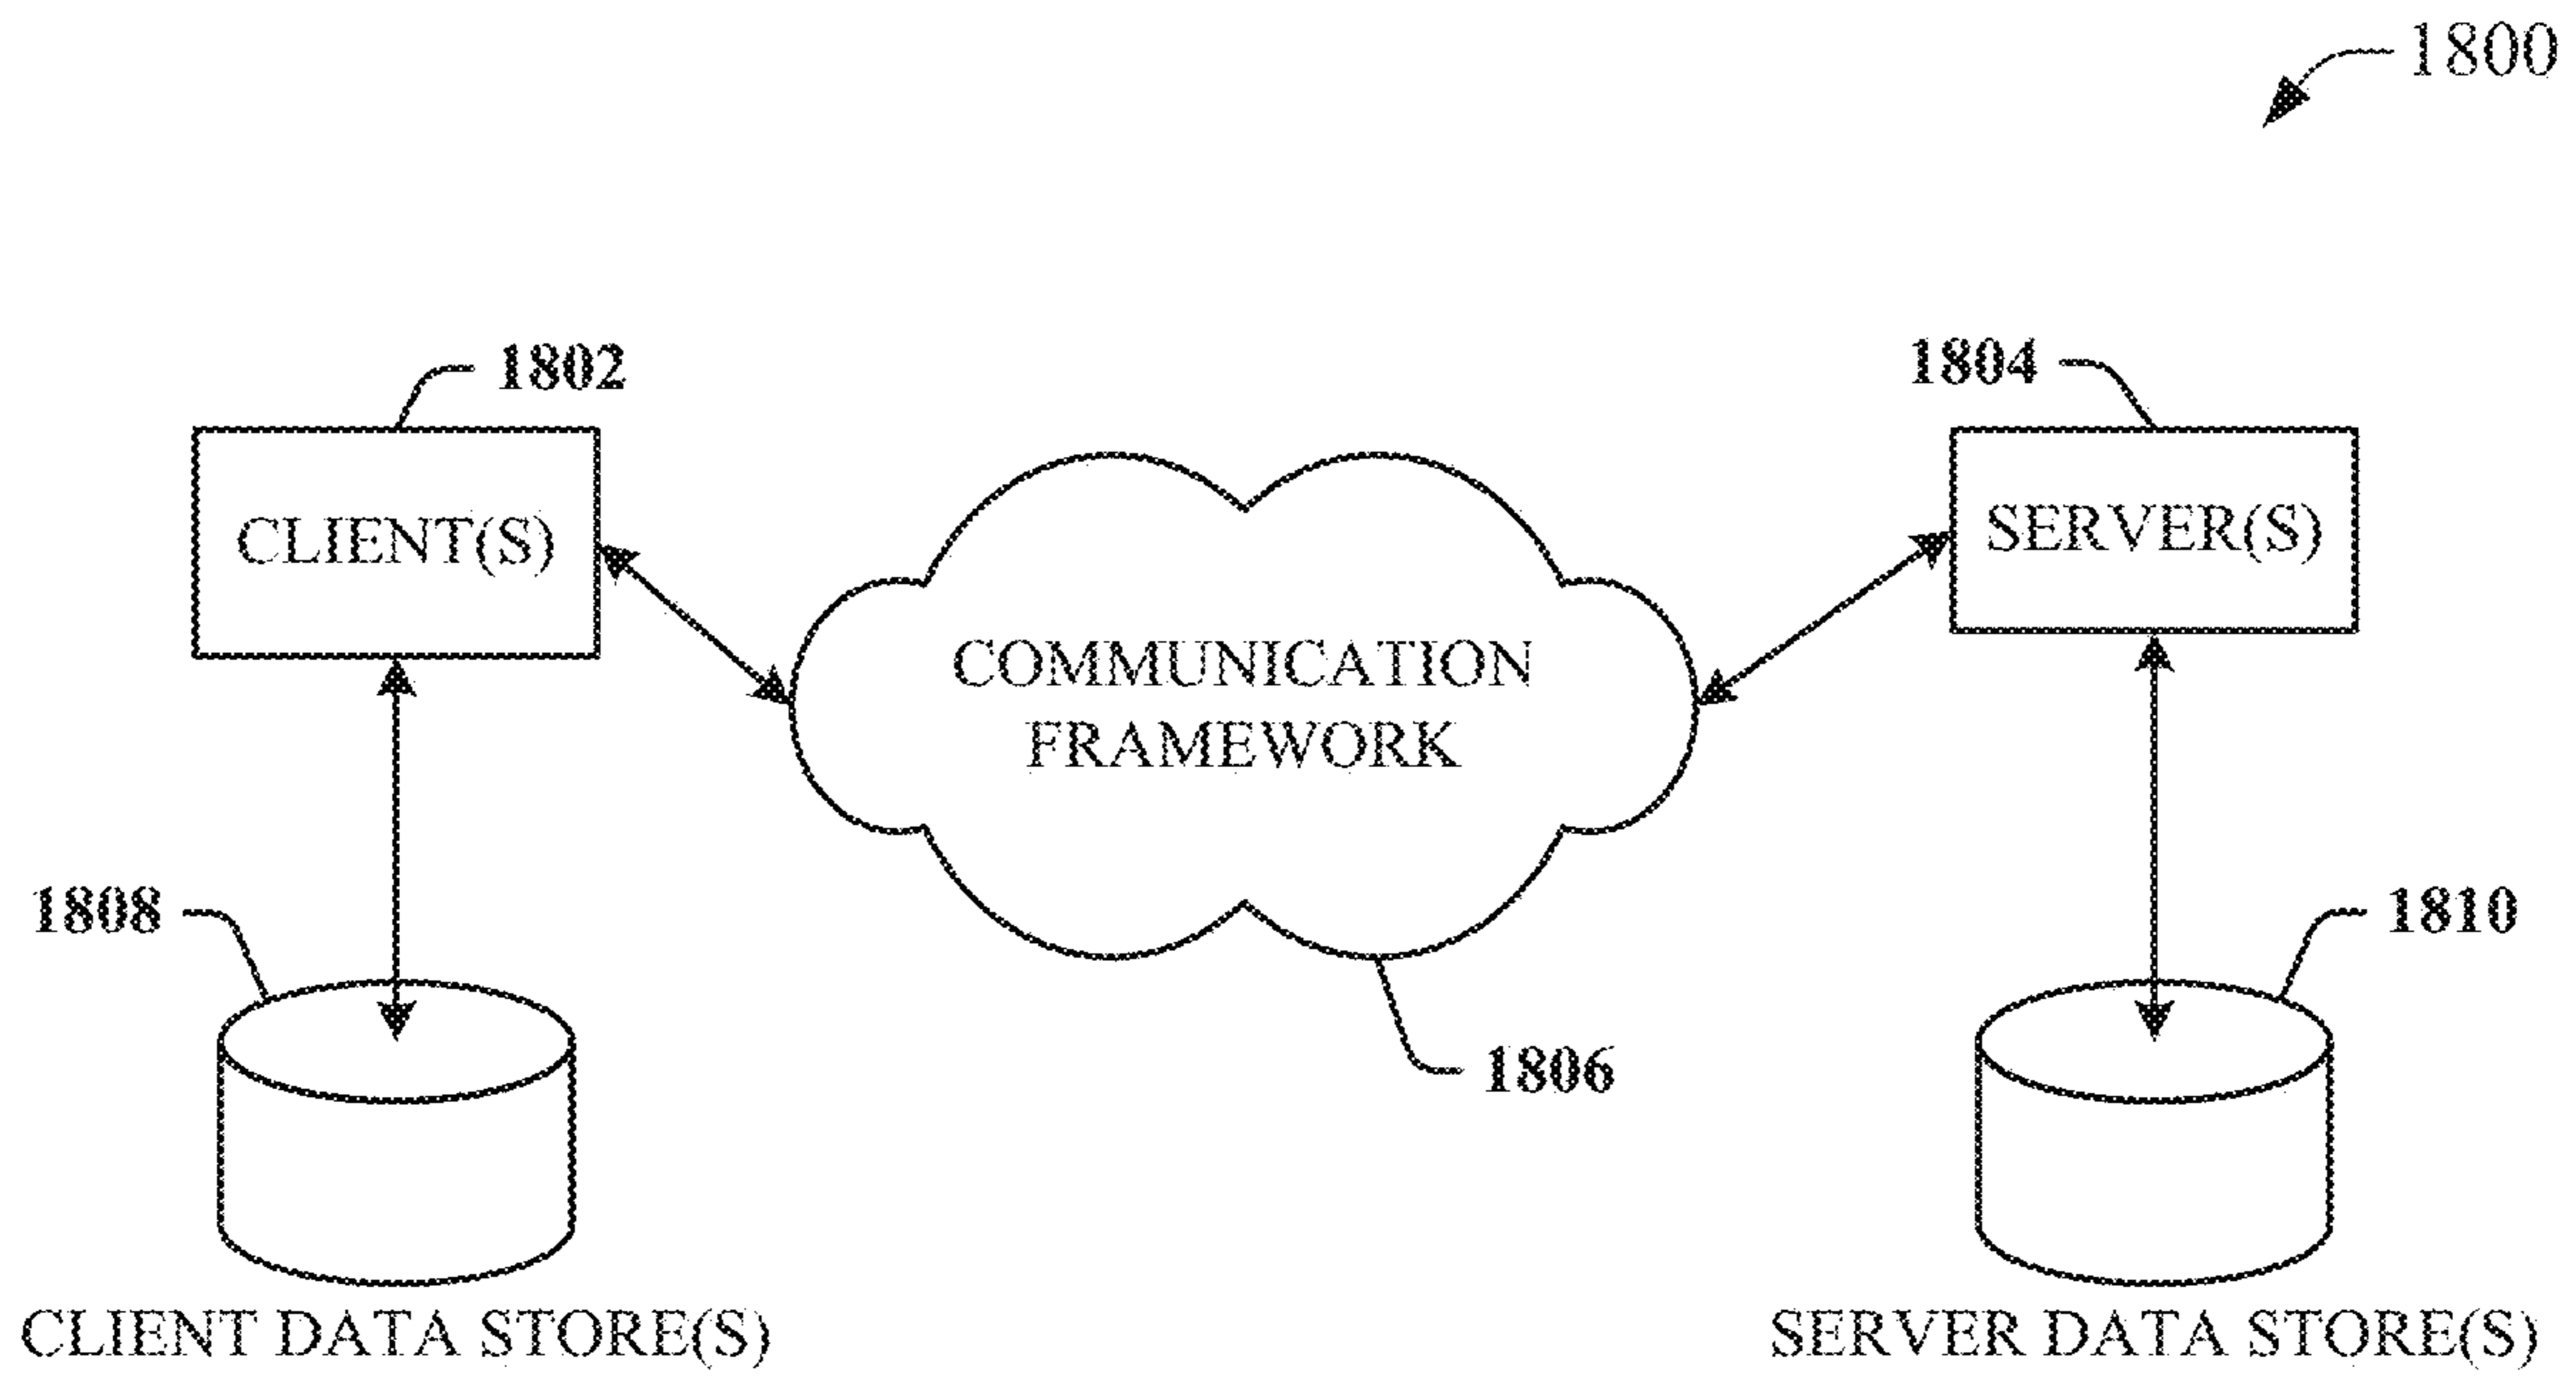 1800
1802
1804
CLIENT(S)
SERVER(S)
COMMUNICATION
FRAMEWORK
1808
1810
1806
CLIENT DATA STORE(S)
SERVER DATA STORE(S)